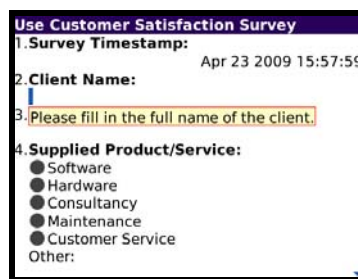 Use Customer Satisfaction Survey
1.Survey Timestamp:
Apr 23 2009 15:57:59
2.Client Name:
3.Please fill in the full name of the client.
4.Supplied Product/Service:
Software
Hardware
Consultancy
Maintenance
Customer Service
Other: